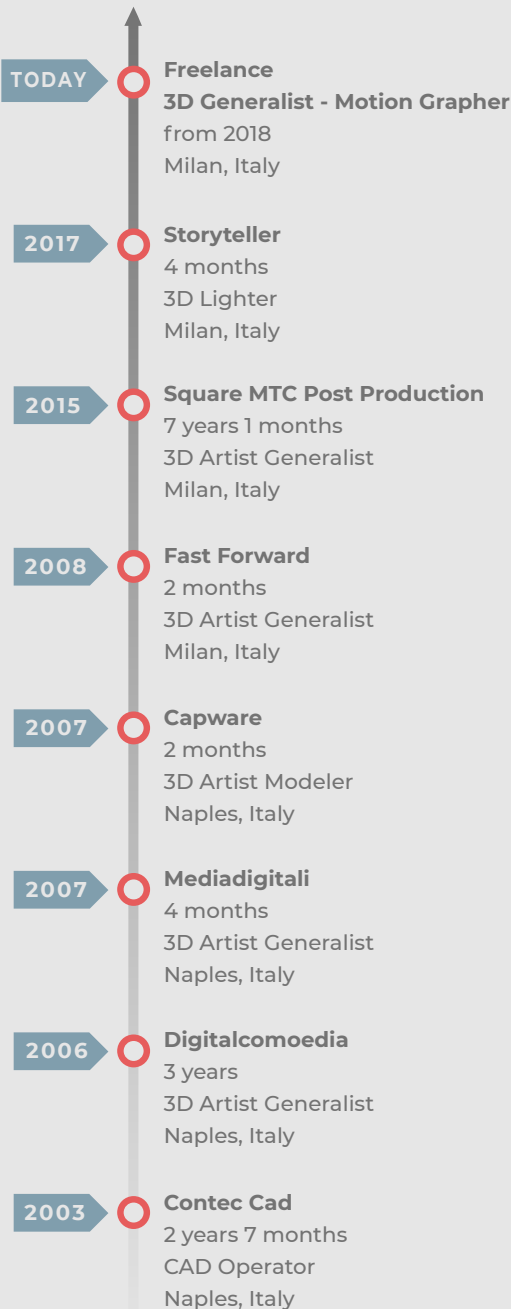 TODAY
Freelance
3D Generalist - Motion Grapher
from 2018
Milan, Italy
2017
Storyteller
4 months
3D Lighter
Milan, Italy
2015
Square MTC Post Production
7 years 1 months
3D Artist Generalist
Milan, Italy
2008
Fast Forward
2 months
3D Artist Generalist
Milan, Italy
2007
Capware
2 months
3D Artist Modeler
Naples, Italy
2007
Mediadigitali
4 months
3D Artist Generalist
Naples, Italy
2006
Digitalcomoedia
3 years
3D Artist Generalist
Naples, Italy
2003
Contec Cad
2 years 7 months
CAD Operator
Naples, Italy